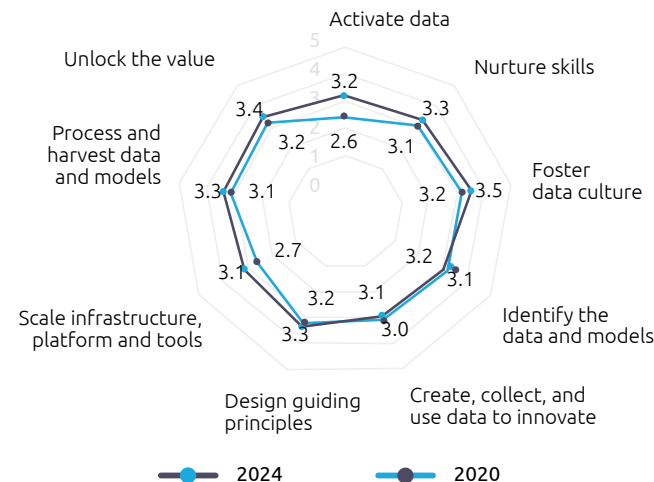 Activate data
5
Unlock the value
4
Nurture skills
3
3.2
3.4
3.3
2
Process and
harvest data
and models
3.2
2.6
3.1
1
Foster
data culture
0
3.3
3.1
3.2
3.5
2.7
3.2
3.1
3.1
3.2
3.1
Identify the
data and models
Scale infrastructure,
platform and tools
3.3
3.0
Design guiding
principles
Create, collect, and
use data to innovate
2024
2020